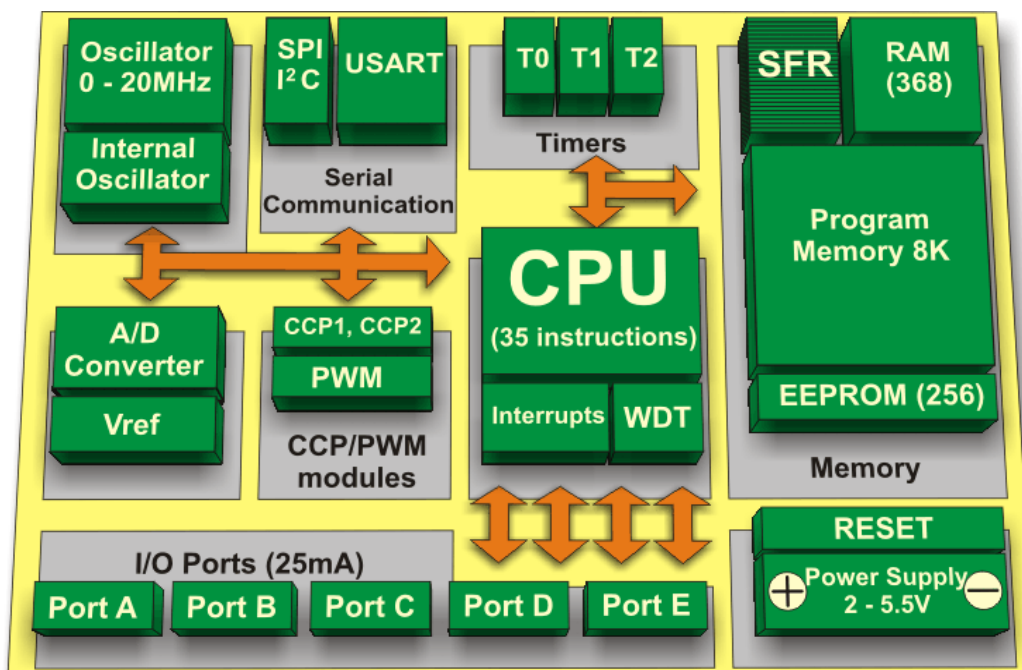 Oscillator
0 - 20MHz
Internal
Oscillator
SPI
I²C
USART
Serial
Communication
T0
T1
T2
Timers
SFR
RAM
(368)
Program
Memory 8K
EEPROM (256)
Memory
A/D
Converter
Vref
CCP1, CCP2
PWM
CCP/PWM
modules
CPU
(35 instructions)
Interrupts
WDT
I/O Ports (25mA)
Port A
Port B
Port C
Port D
Port E
RESET
+
Power Supply
2 - 5.5V
−